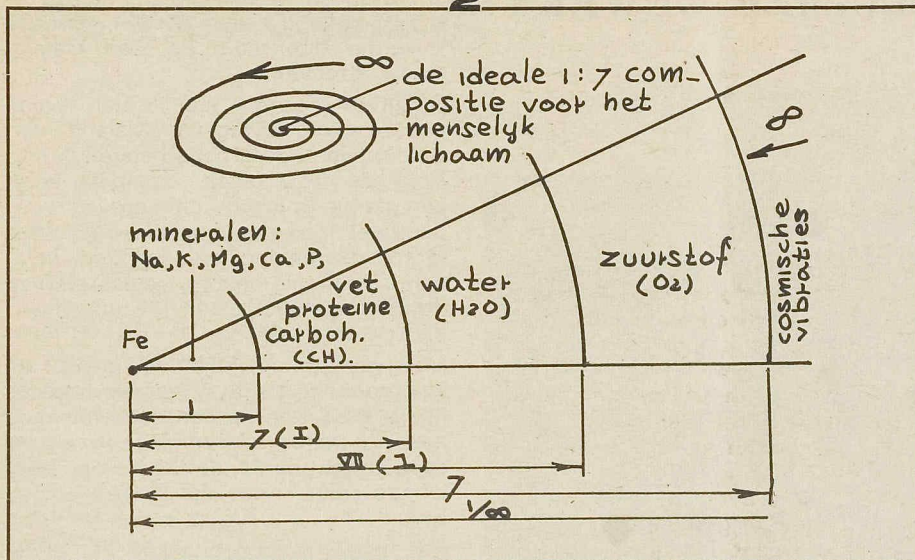 2
∞
de ideale 1:7 com-
positie voor het
menselyk
lichaam
∞
mineralen:
Na, K, Mg, Ca, P,
Fe
vet
proteine
carboh.
(CH).
water
(H2O)
zuurstof
(O2)
cosmische
vibraties
1
7 (I)
VII (1)
7
1/∞